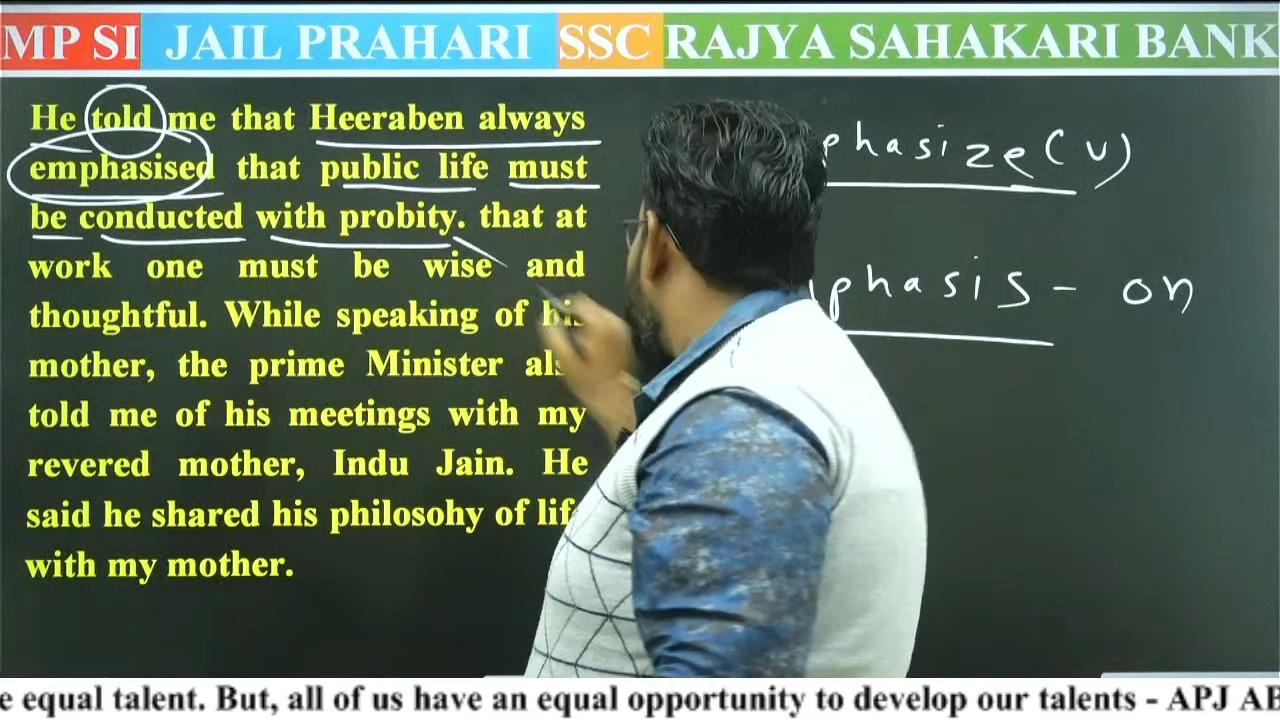 MP SI JAIL PRAHARI SSC RAJYA SAHAKARI BANK
He told me that Heeraben always
emphasised that public life must
be conducted with probity. that at
work one must be wise and
thoughtful. While speaking of his
mother, the prime Minister als
told me of his meetings with my
revered mother, Indu Jain. He
said he shared his philosohy of life
with my mother.
phasize (v)
phasis - on
e equal talent. But, all of us have an equal opportunity to develop our talents - APJ AB